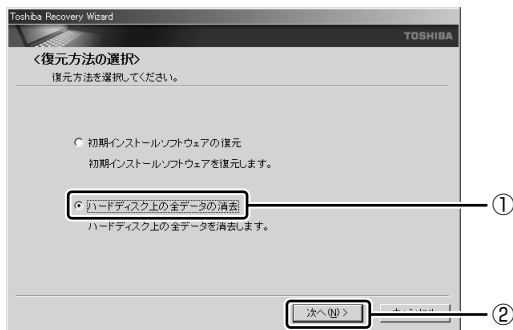 Toshiba Recovery Wizard
TOSHIBA
<復元方法の選択>
復元方法を選択してください。
初期インストールソフトウェアの復元
初期インストールソフトウェアを復元します。
ハードディスク上の全データの消去
①
ハードディスク上の全データを消去します。
次へ(N) >
②